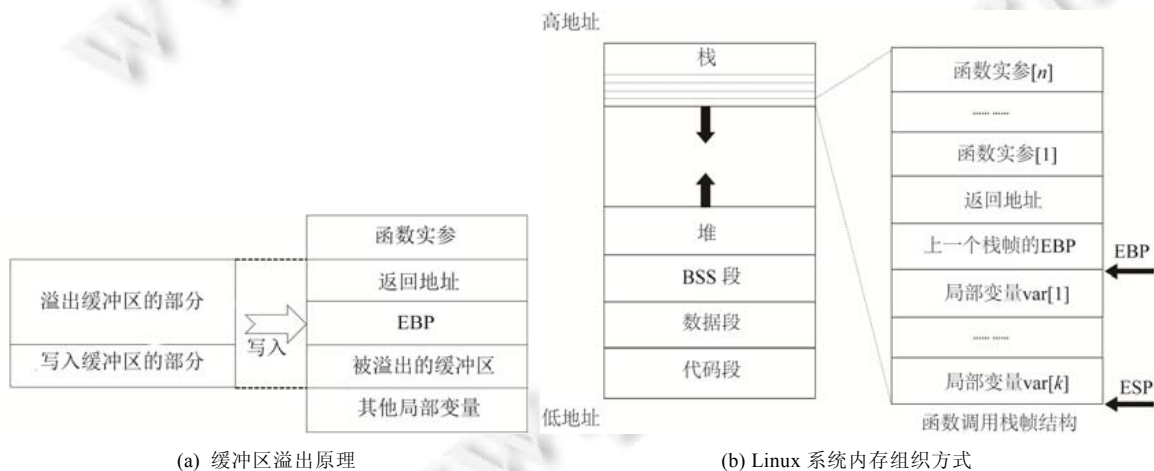 函数实参
返回地址
溢出缓冲区的部分
EBP
写入
写入缓冲区的部分
被溢出的缓冲区
其他局部变量
(a) 缓冲区溢出原理
高地址
栈
堆
BSS 段
数据段
代码段
低地址
函数实参[n]
…… ……
函数实参[1]
返回地址
上一个栈帧的EBP
EBP
局部变量var[1]
…… ……
局部变量var[k]
ESP
函数调用栈帧结构
(b) Linux 系统内存组织方式